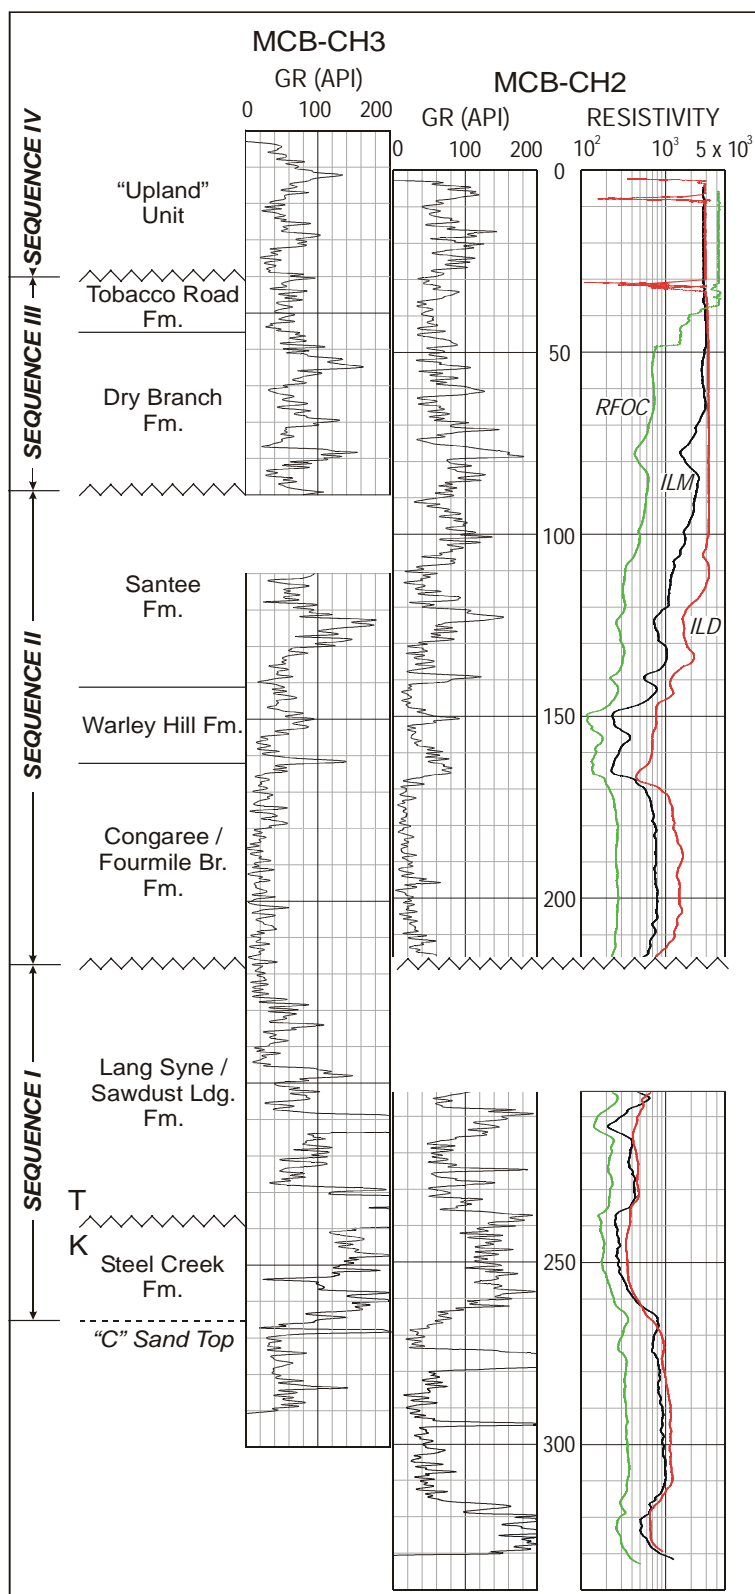 MCB-CH3
GR (API)
0 100 200
MCB-CH2
GR (API)
0 100 200
RESISTIVITY
10² 10³ 5 x 10³
SEQUENCE IV
“Upland”
Unit
SEQUENCE III
Tobacco Road
Fm.
Dry Branch
Fm.
SEQUENCE II
Santee
Fm.
Warley Hill Fm.
Congaree /
Fourmile Br.
Fm.
SEQUENCE I
Lang Syne /
Sawdust Ldg.
Fm.
T
K
Steel Creek
Fm.
“C” Sand Top
0
50
100
150
200
250
300
RFOC
ILM
ILD